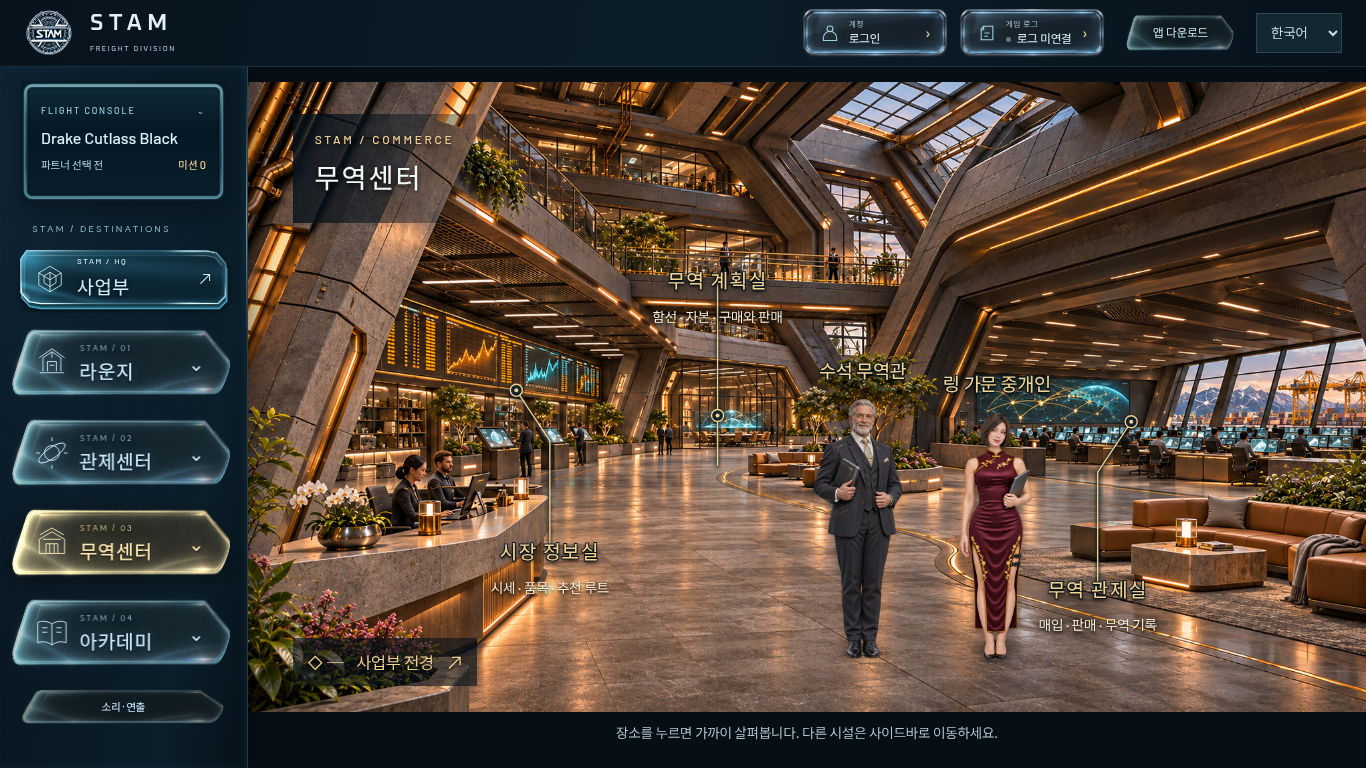 STAM
STAM
FREIGHT DIVISION
계정
로그인
게임 로그
로그 미연결
앱 다운로드
한국어
FLIGHT CONSOLE
Drake Cutlass Black
파트너 선택 전
미션 0
STAM / DESTINATIONS
STAM / HQ
사업부
STAM / 01
라운지
STAM / 02
관제센터
STAM / 03
무역센터
STAM / 04
아카데미
소리 · 연출
STAM / COMMERCE
무역센터
무역 계획실
함선 · 자본 · 구매와 판매
수석 무역관
링 가문 중개인
시장 정보실
시세 · 품목 · 추천 루트
무역 관제실
매입 · 판매 · 무역 기록
사업부 전경
장소를 누르면 가까이 살펴봅니다. 다른 시설은 사이드바로 이동하세요.